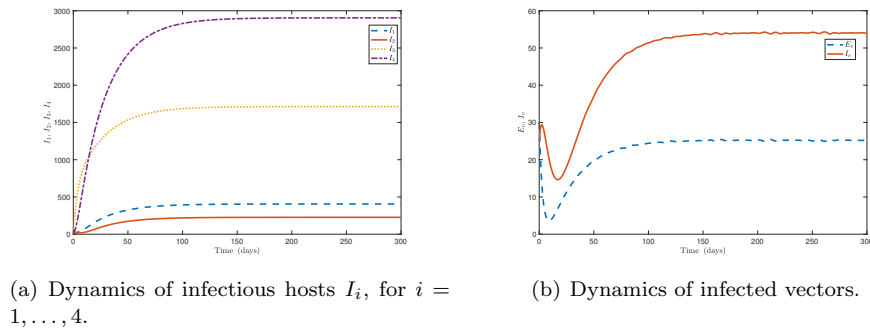 3000
2500
2000
1500
1000
500
0
I₁, I₂, I₃, I₄
I₁
I₂
I₃
I₄
0 50 100 150 200 250 300
Time (days)
60
50
40
30
20
10
0
Eᵥ, Iᵥ
Eᵥ
Iᵥ
0 50 100 150 200 250 300
Time (days)
(a) Dynamics of infectious hosts Iᵢ, for i =
1, . . . , 4.
(b) Dynamics of infected vectors.